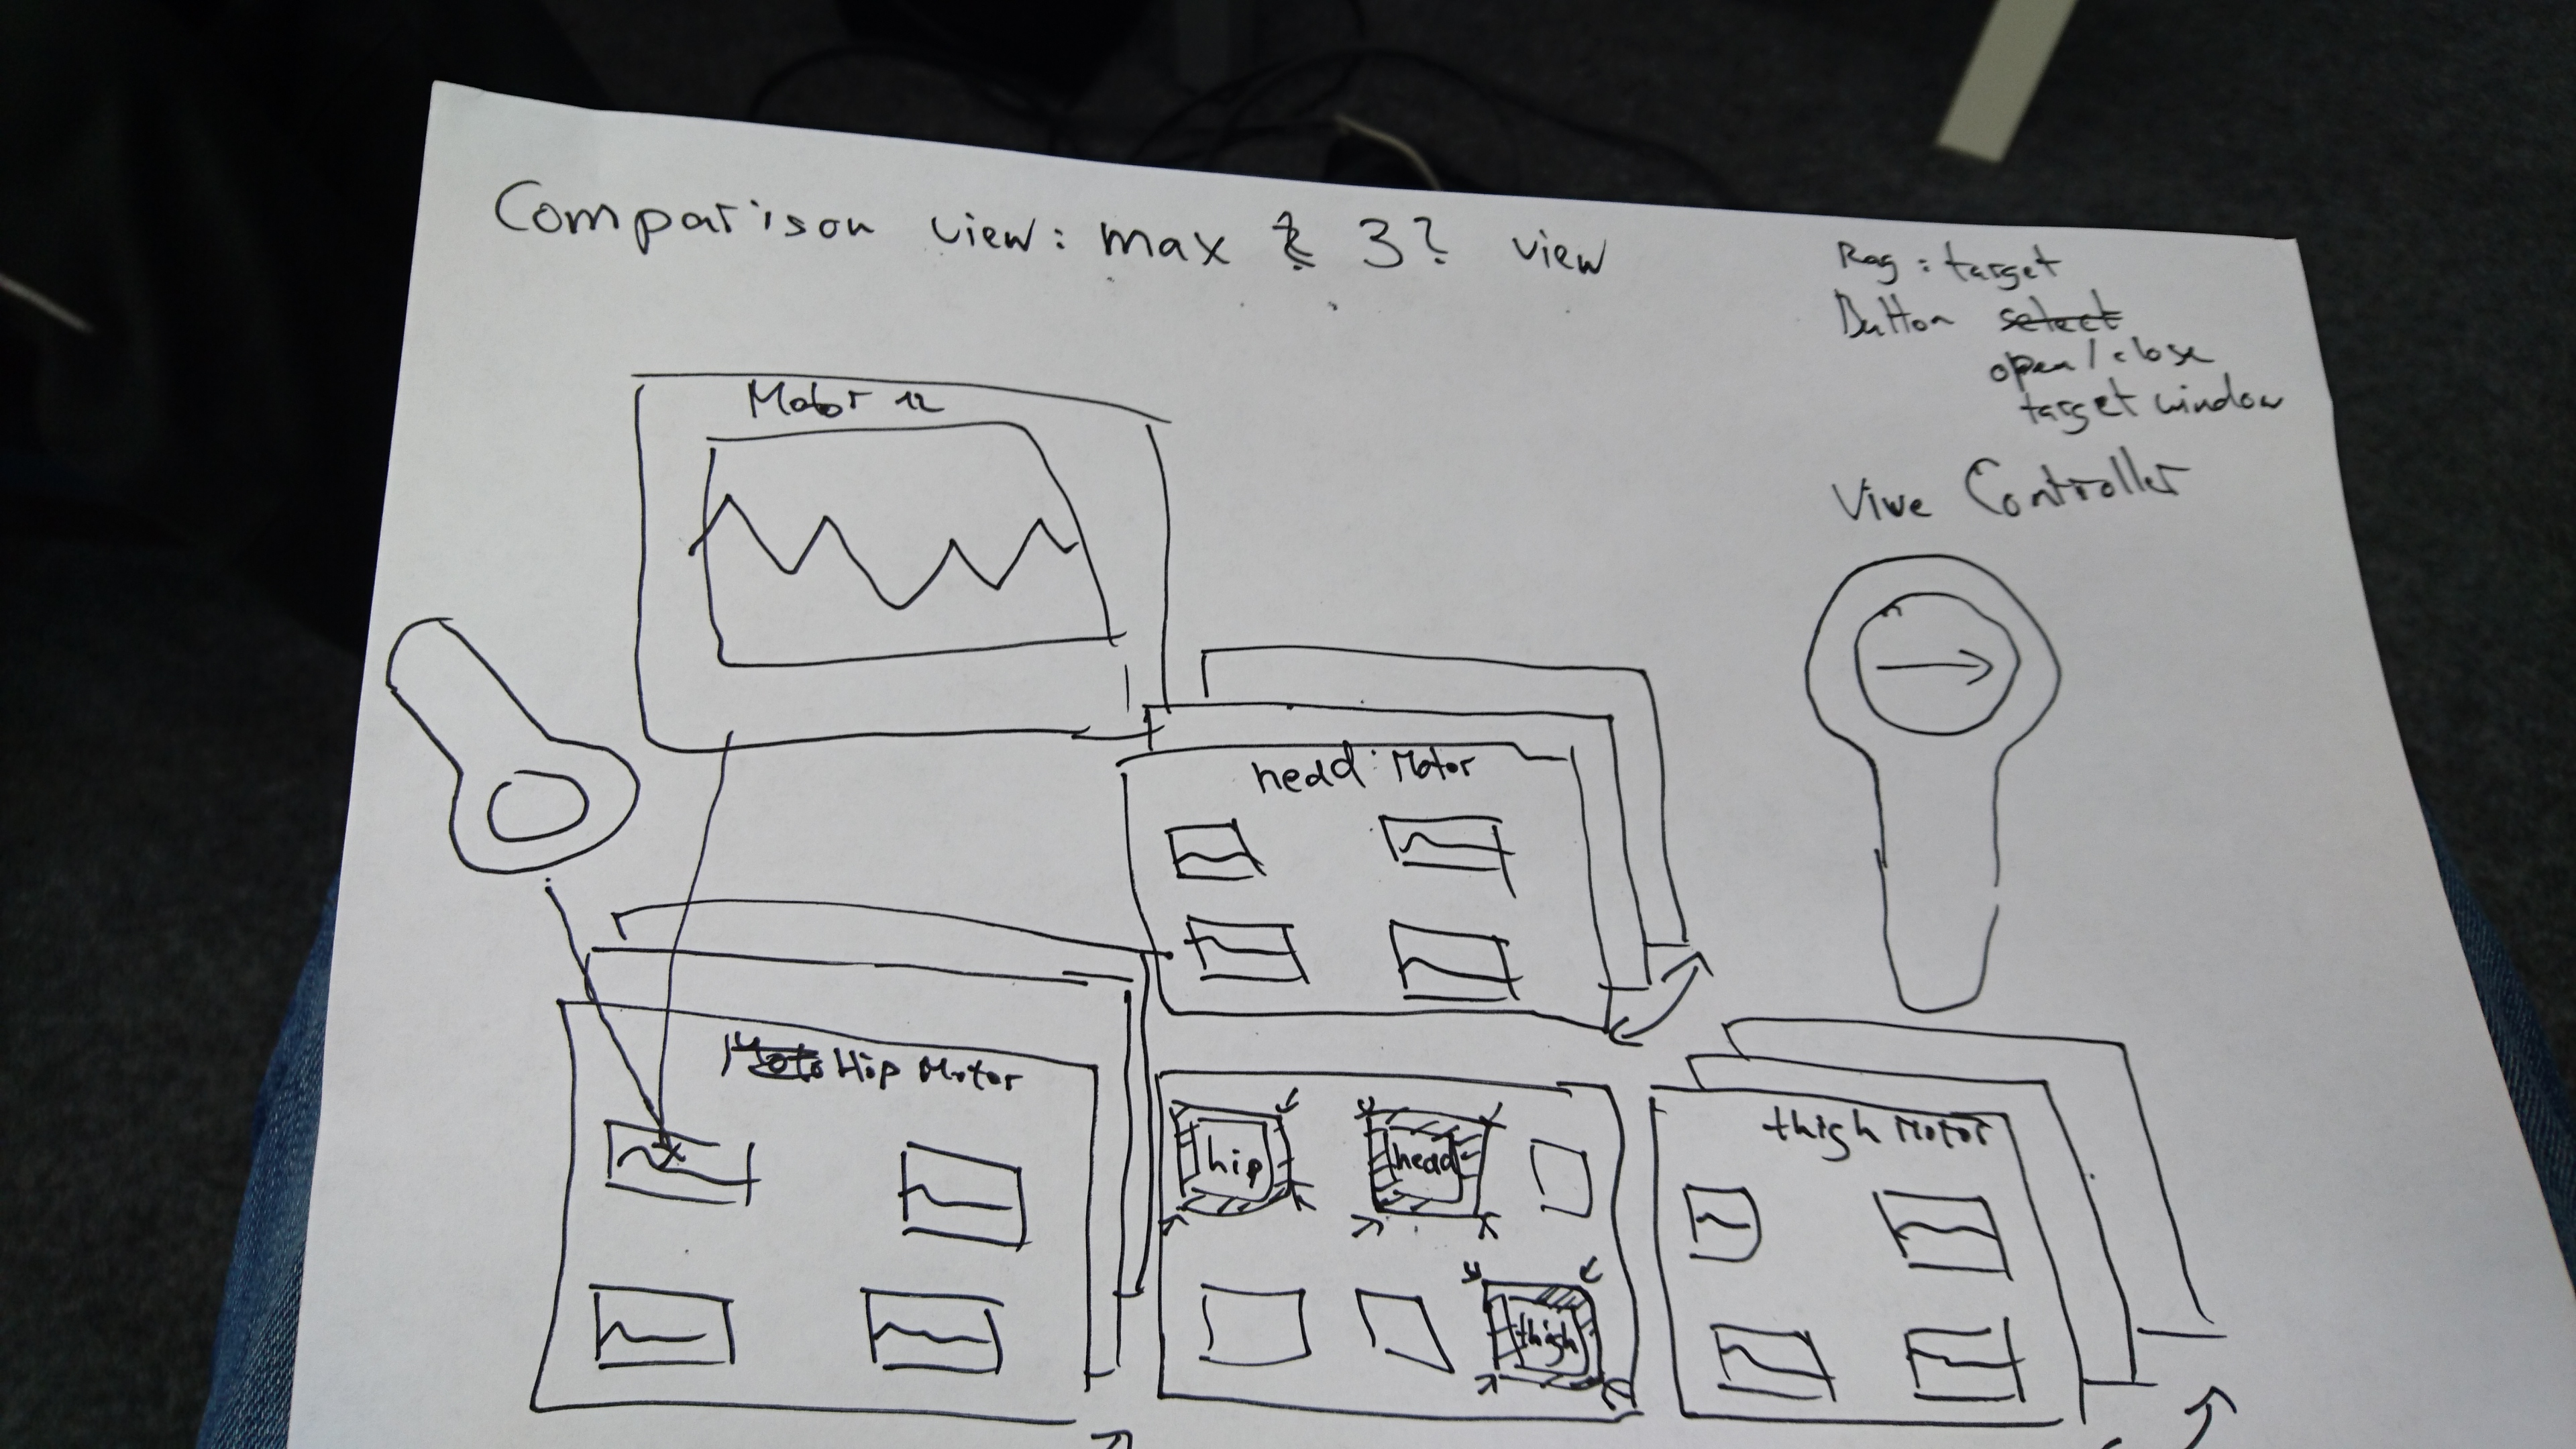 Comparison view: max 3? view
Ray: target
Button select
open/close
target window
Vive Controller
Motor 12
head: Motor
Moto Hip Motor
hip
head
thigh
thigh Motor